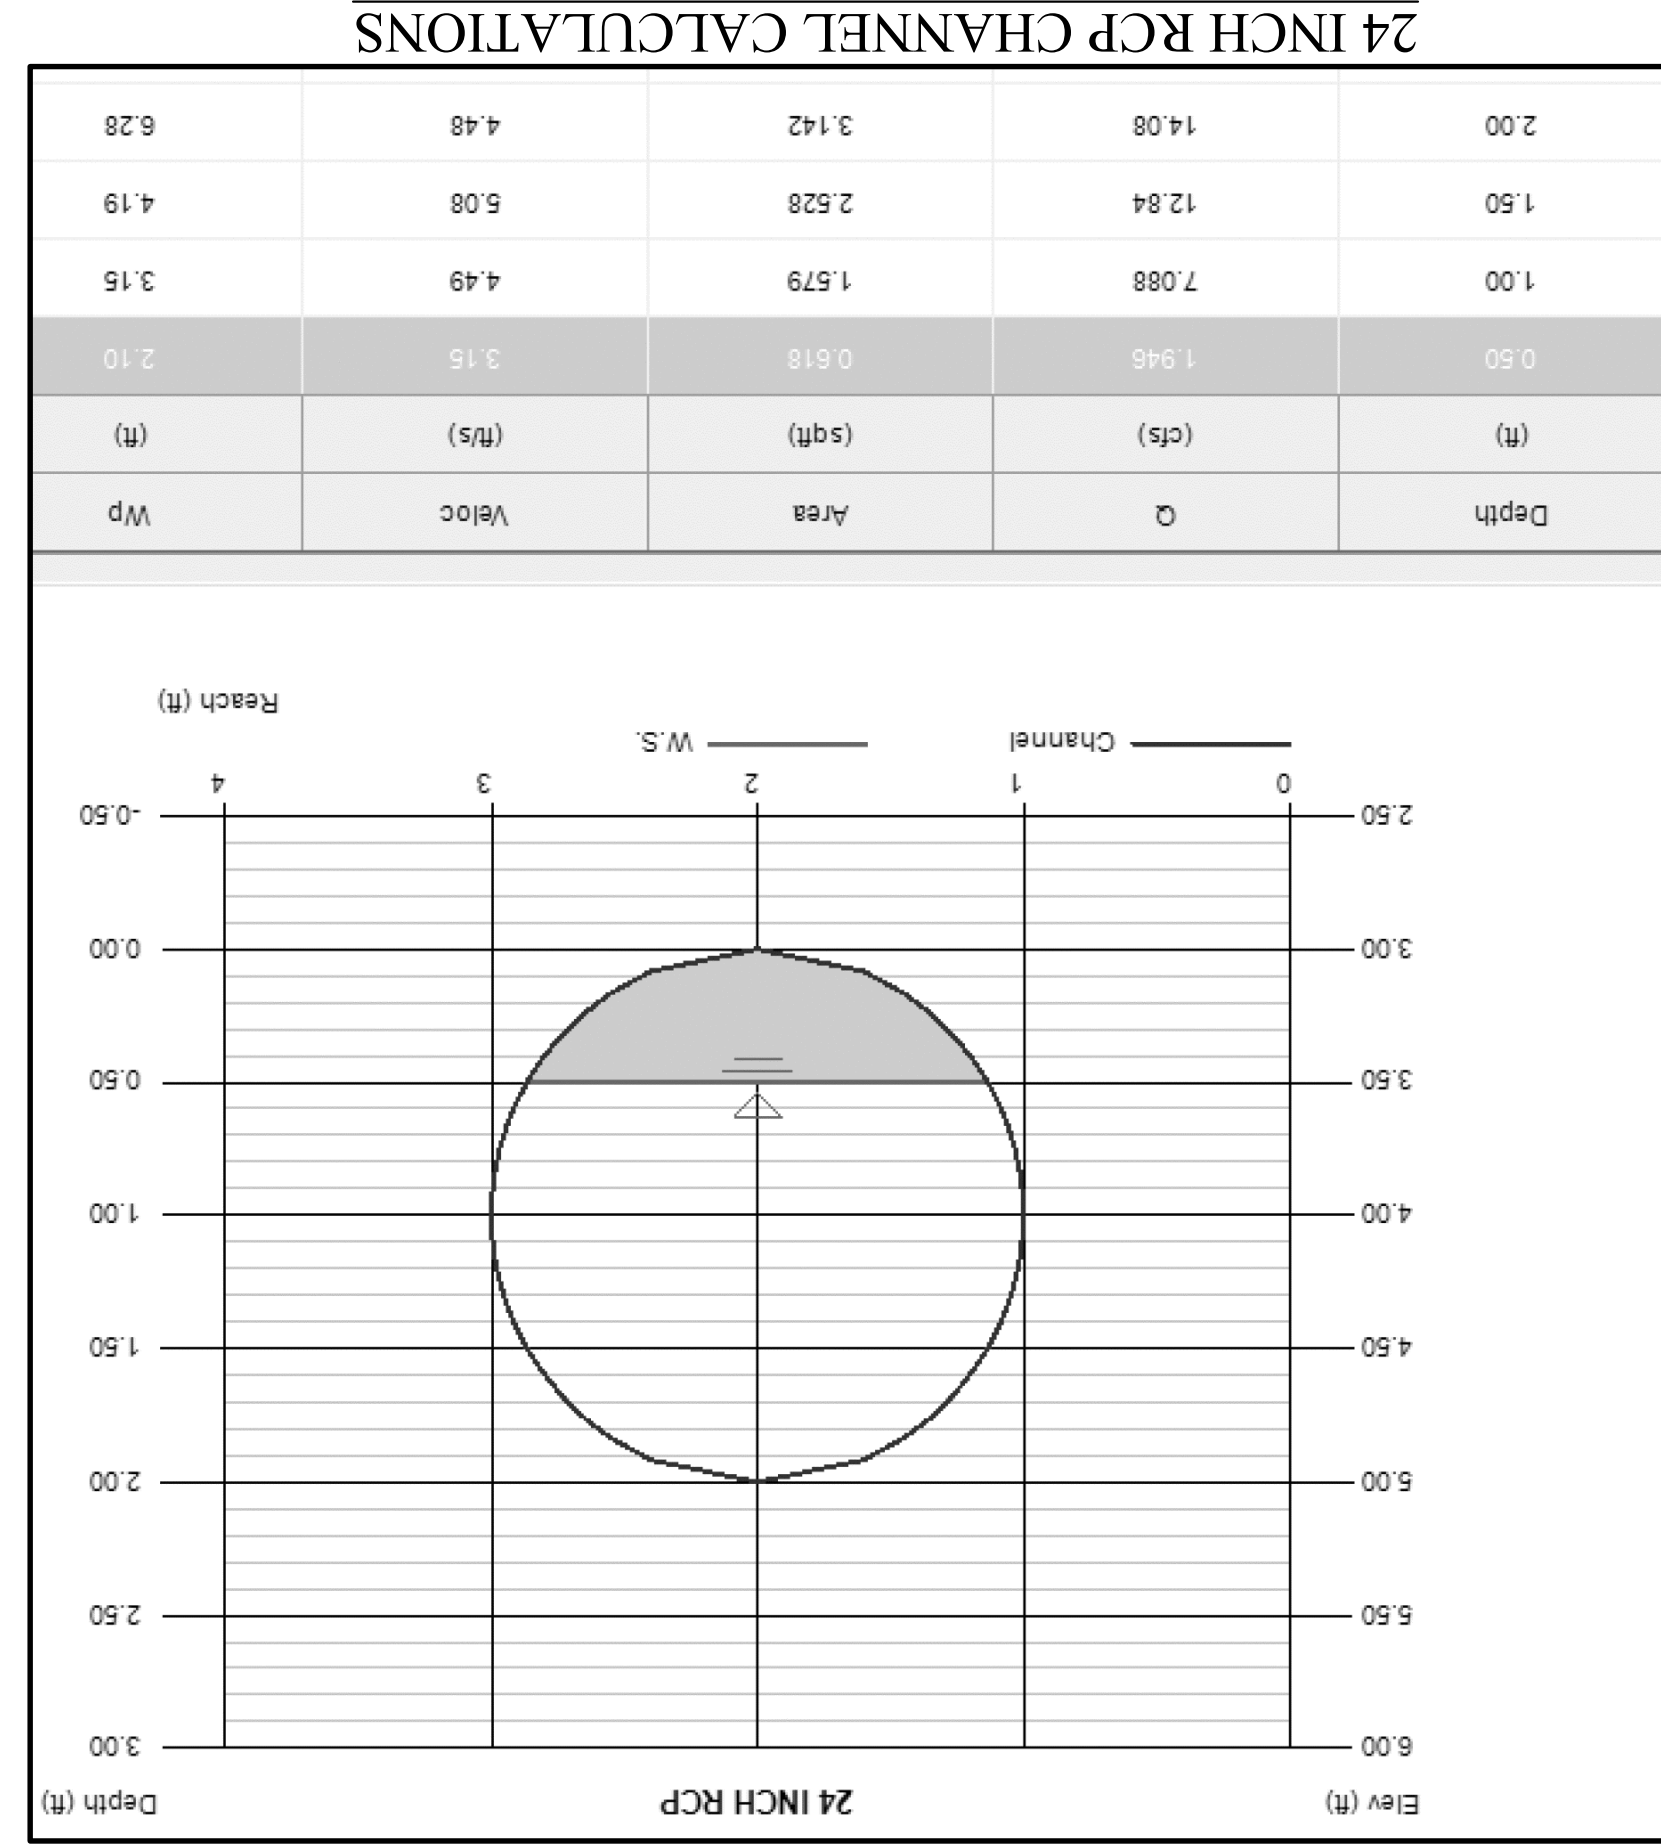 Elev (ft) 24 INCH RCP Depth (ft)
6.00 3.00
5.50 2.50
5.00 2.00
4.50 1.50
4.00 1.00
3.50 0.50
3.00 0.00
2.50 -0.50
0 1 2 3 4
Channel W.S.
Reach (ft)
Depth Q Area Veloc Wp
(ft) (cfs) (sqft) (ft/s) (ft)
0.50 1.946 0.618 3.15 2.10
1.00 7.088 1.579 4.49 3.15
1.50 12.84 2.528 5.08 4.19
2.00 14.08 3.142 4.48 6.28
24 INCH RCP CHANNEL CALCULATIONS